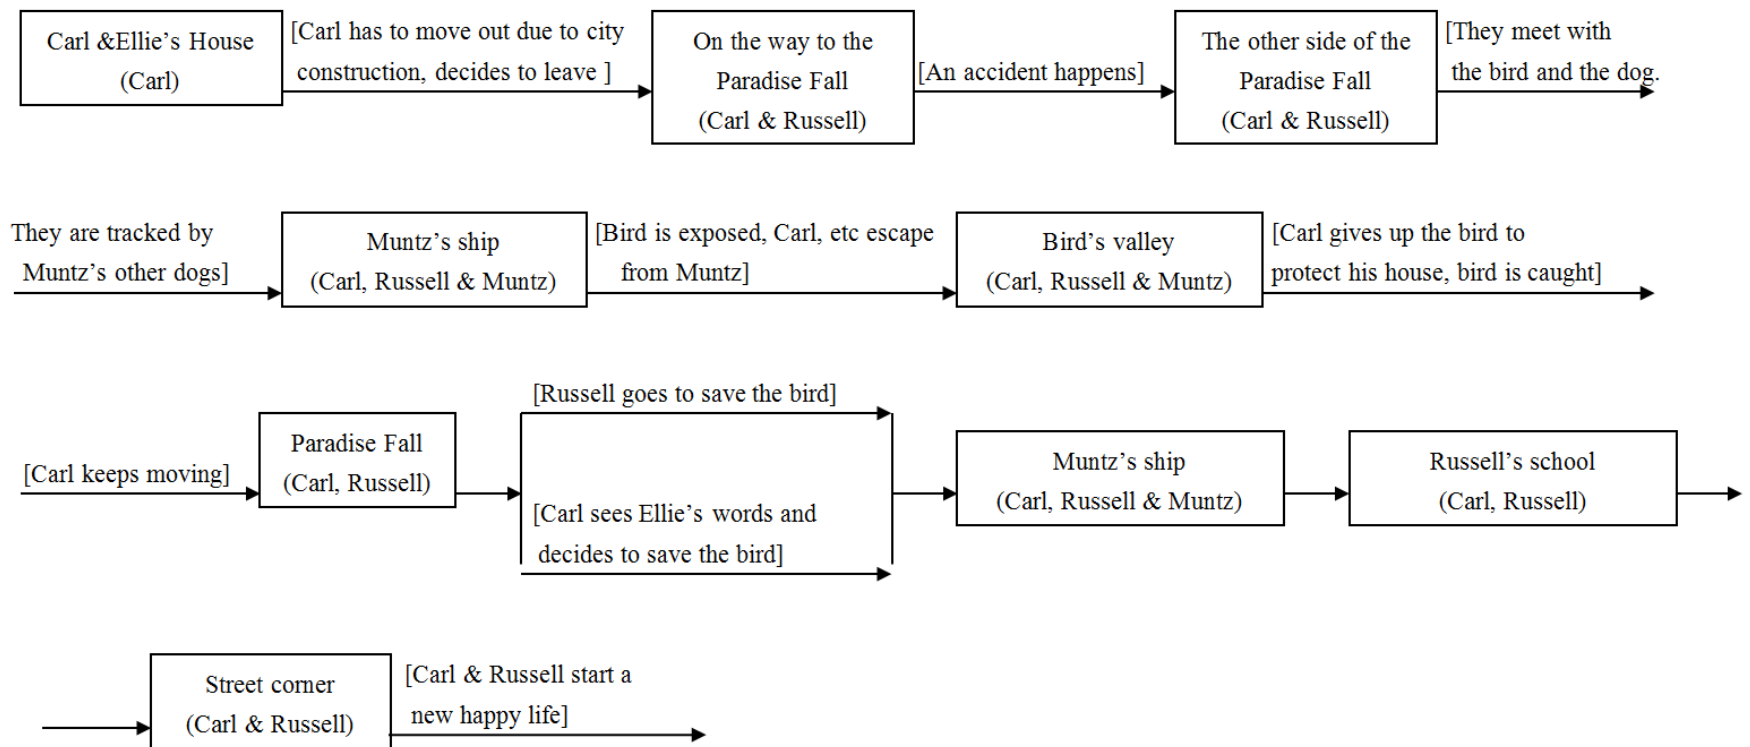 Carl &Ellie's House
(Carl)
[Carl has to move out due to city
construction, decides to leave ]
On the way to the
Paradise Fall
(Carl & Russell)
[An accident happens]
The other side of the
Paradise Fall
(Carl & Russell)
[They meet with
the bird and the dog.
They are tracked by
Muntz's other dogs]
Muntz's ship
(Carl, Russell & Muntz)
[Bird is exposed, Carl, etc escape
from Muntz]
Bird's valley
(Carl, Russell & Muntz)
[Carl gives up the bird to
protect his house, bird is caught]
[Carl keeps moving]
Paradise Fall
(Carl, Russell)
[Russell goes to save the bird]
[Carl sees Ellie's words and
decides to save the bird]
Muntz's ship
(Carl, Russell & Muntz)
Russell's school
(Carl, Russell)
Street corner
(Carl & Russell)
[Carl & Russell start a
new happy life]